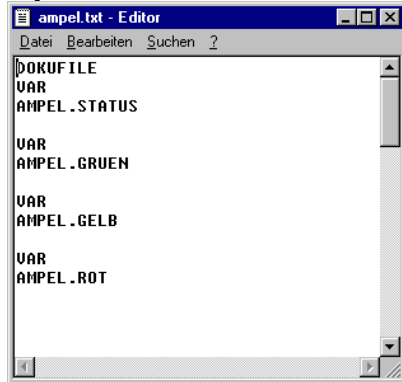 ampel.txt - Editor
Datei Bearbeiten Suchen ?
DOKUFILE
VAR
AMPEL.STATUS
VAR
AMPEL.GRUEN
VAR
AMPEL.GELB
VAR
AMPEL.ROT